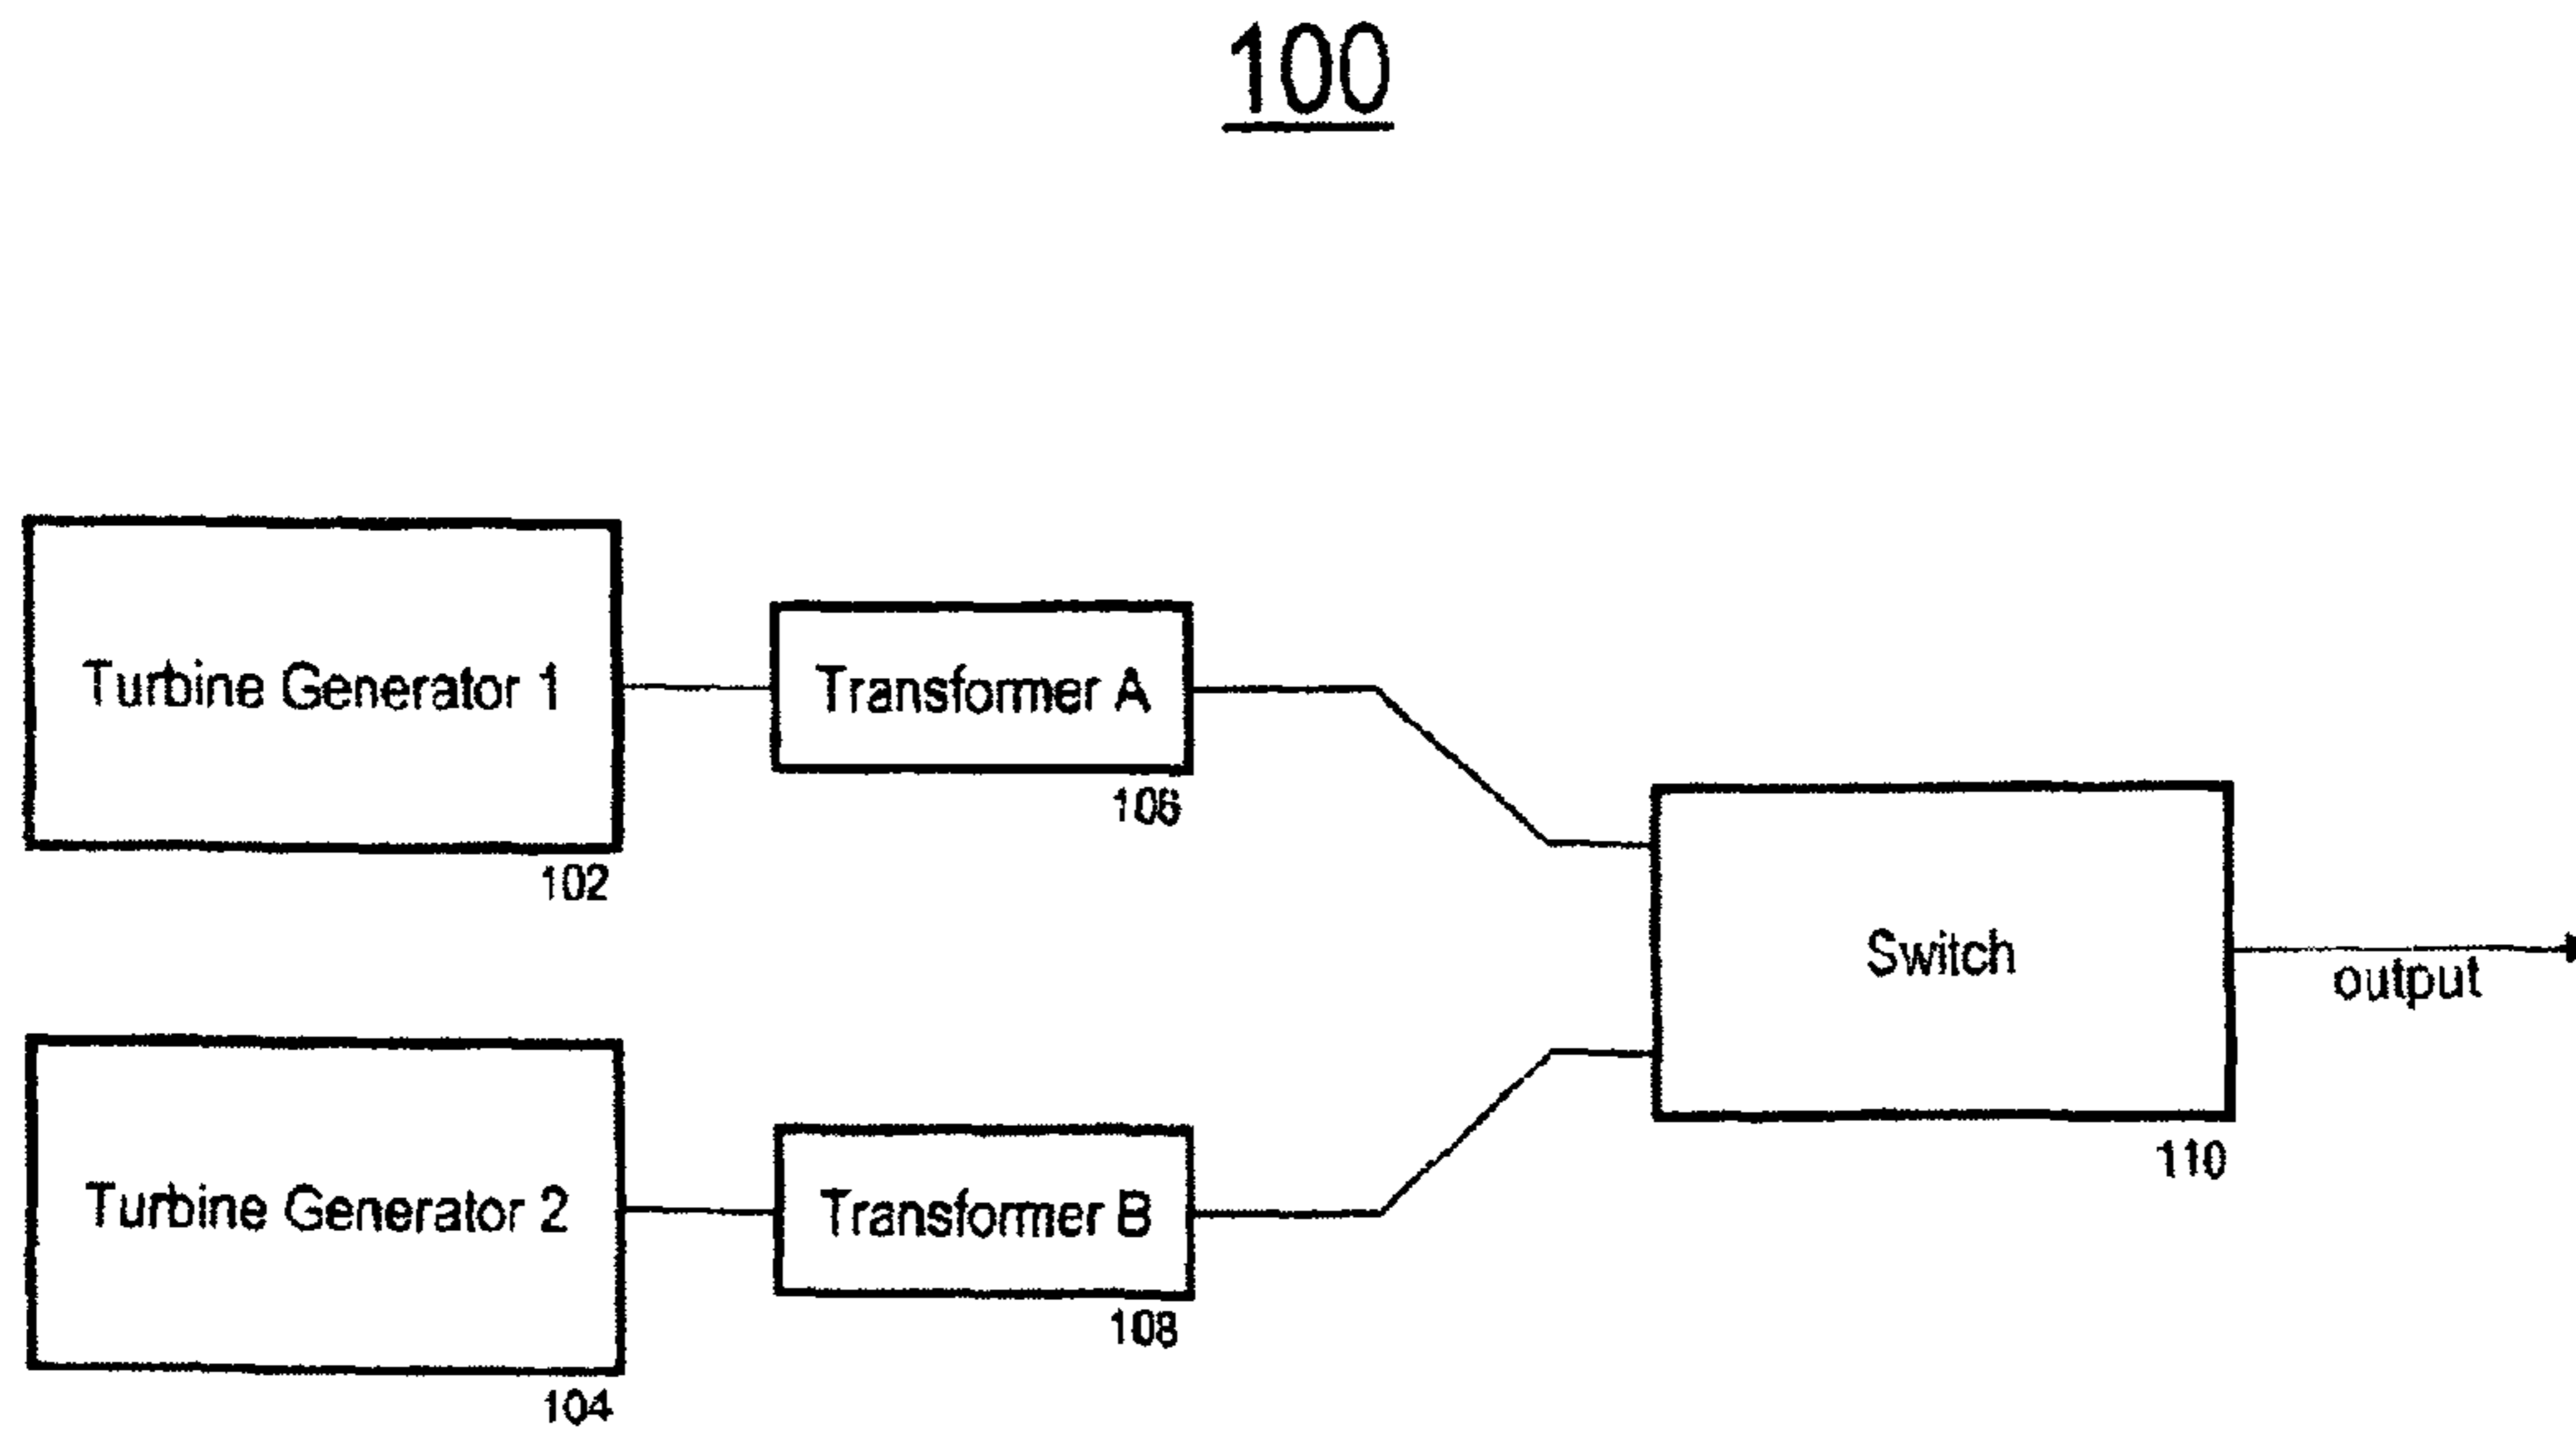 100
Turbine Generator 1
102
Transformer A
106
Turbine Generator 2
104
Transformer B
108
Switch
110
output